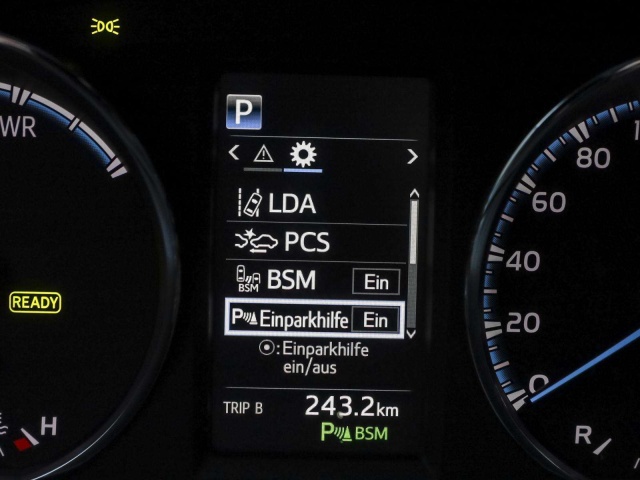 P
WR
LDA
PCS
BSM
BSM Ein
P Einparkhilfe Ein
: Einparkhilfe
ein/aus
TRIP B 243.2km
P BSM
READY
H
80
60
40
20
0
R